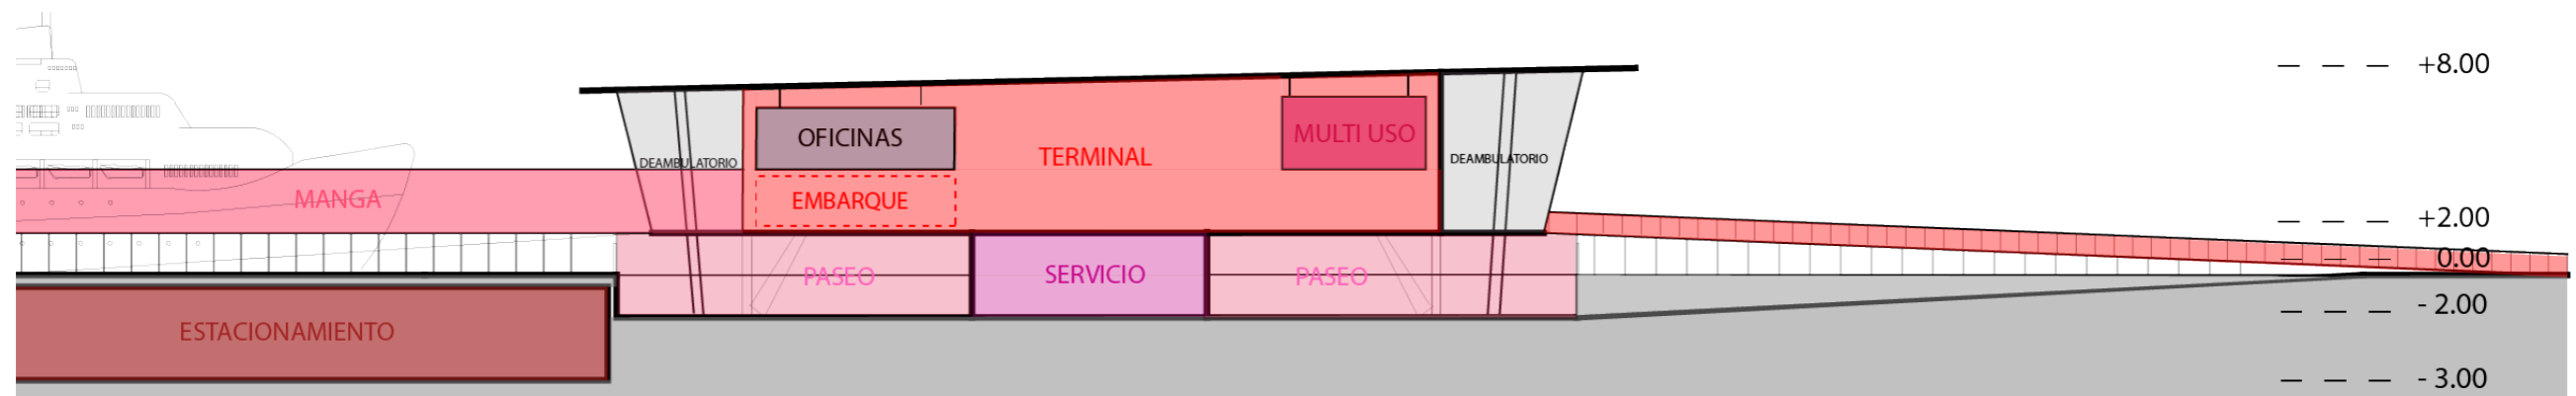 +8.00
OFICINAS
MULTI USO
TERMINAL
DEAMBULATORIO
DEAMBULATORIO
MANGA
EMBARQUE
+2.00
0.00
PASEO
SERVICIO
PASEO
- 2.00
ESTACIONAMIENTO
- 3.00